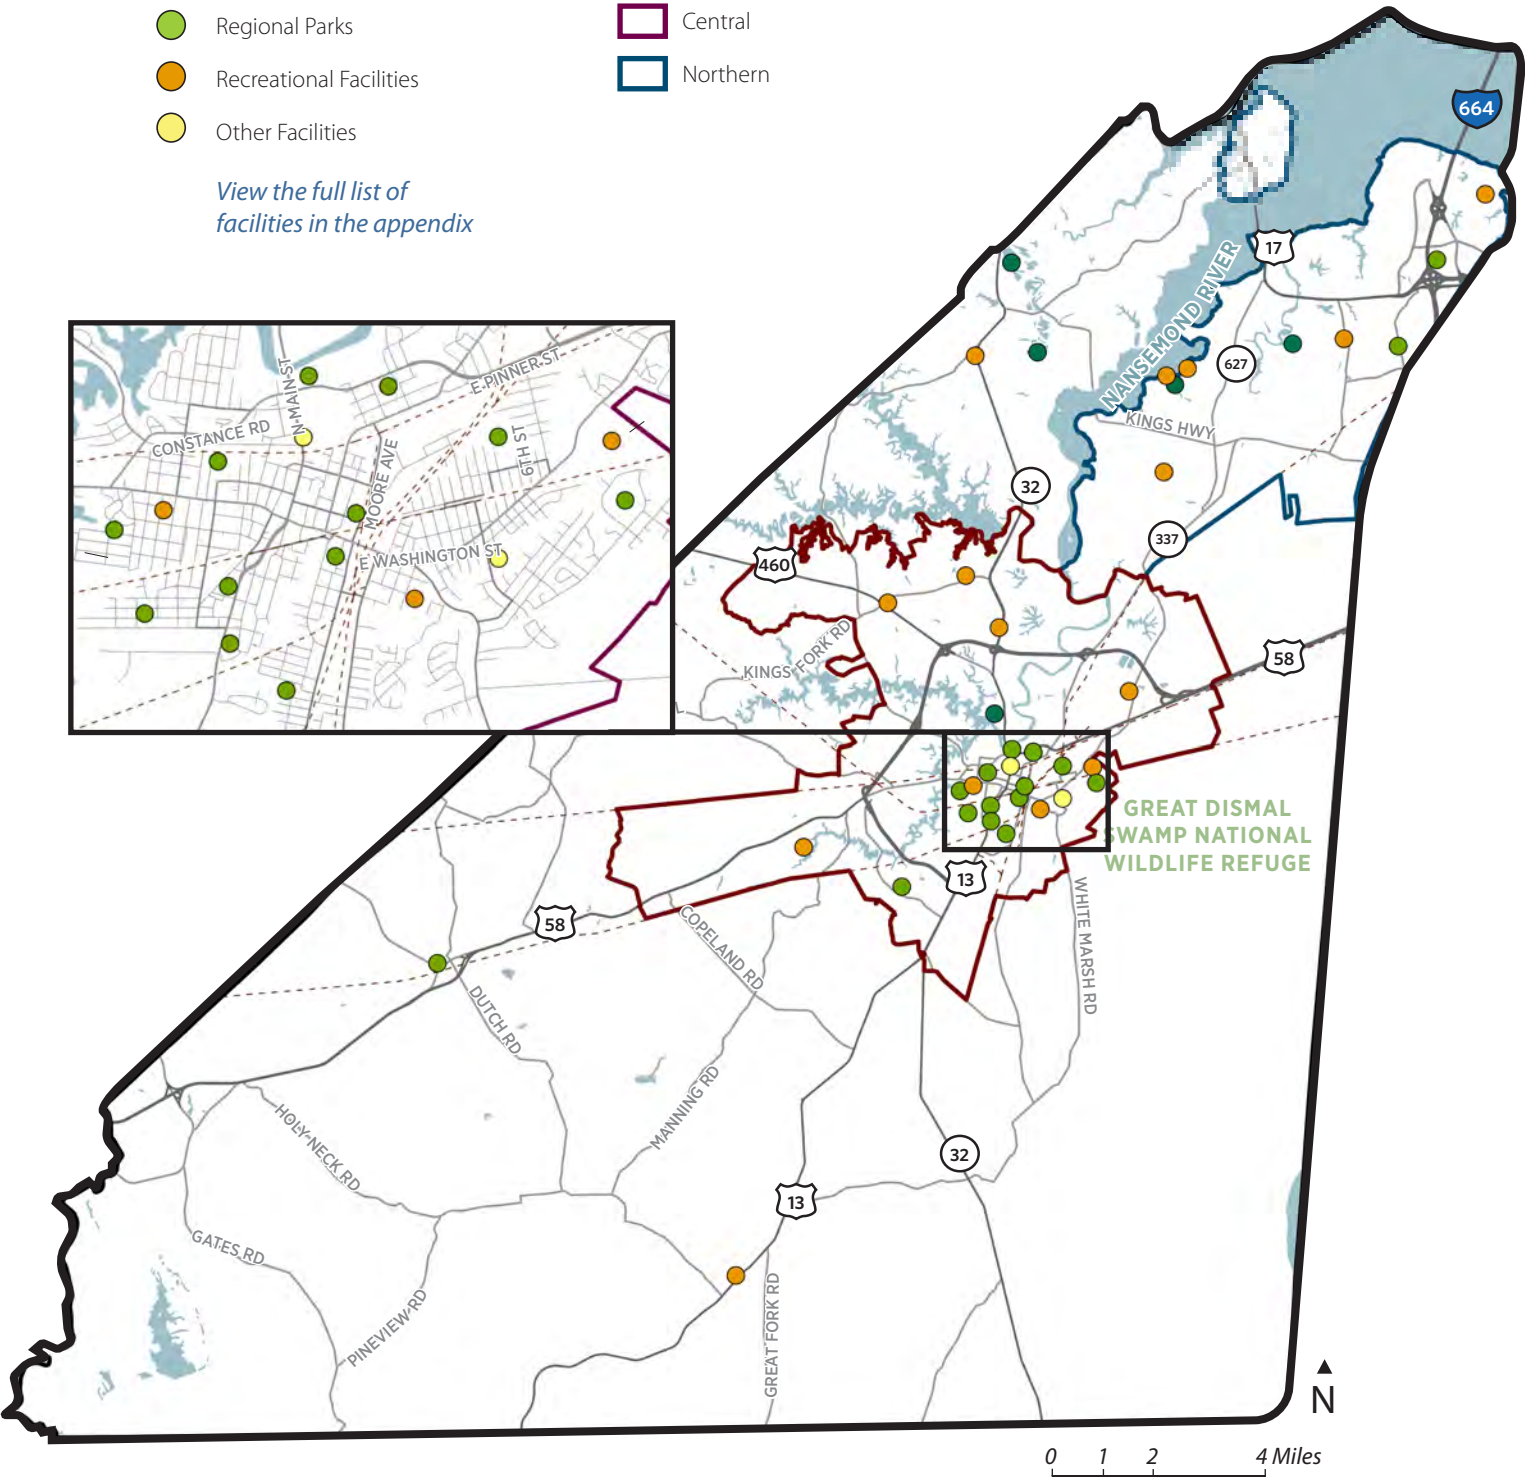 Regional Parks
Recreational Facilities
Other Facilities
View the full list of
facilities in the appendix
Central
Northern
664
17
NANSEMOND RIVER
627
KINGS HWY
32
337
460
KINGS FORK RD
58
E PINNER ST
N MAIN ST
CONSTANCE RD
MOORE AVE
6TH ST
E WASHINGTON ST
GREAT DISMAL
SWAMP NATIONAL
WILDLIFE REFUGE
13
WHITE MARSH RD
58
COPELAND RD
DUTCH RD
MANNING RD
HOLY NECK RD
32
13
GATES RD
PINEVIEW RD
GREAT FORK RD
N
0 1 2 4 Miles